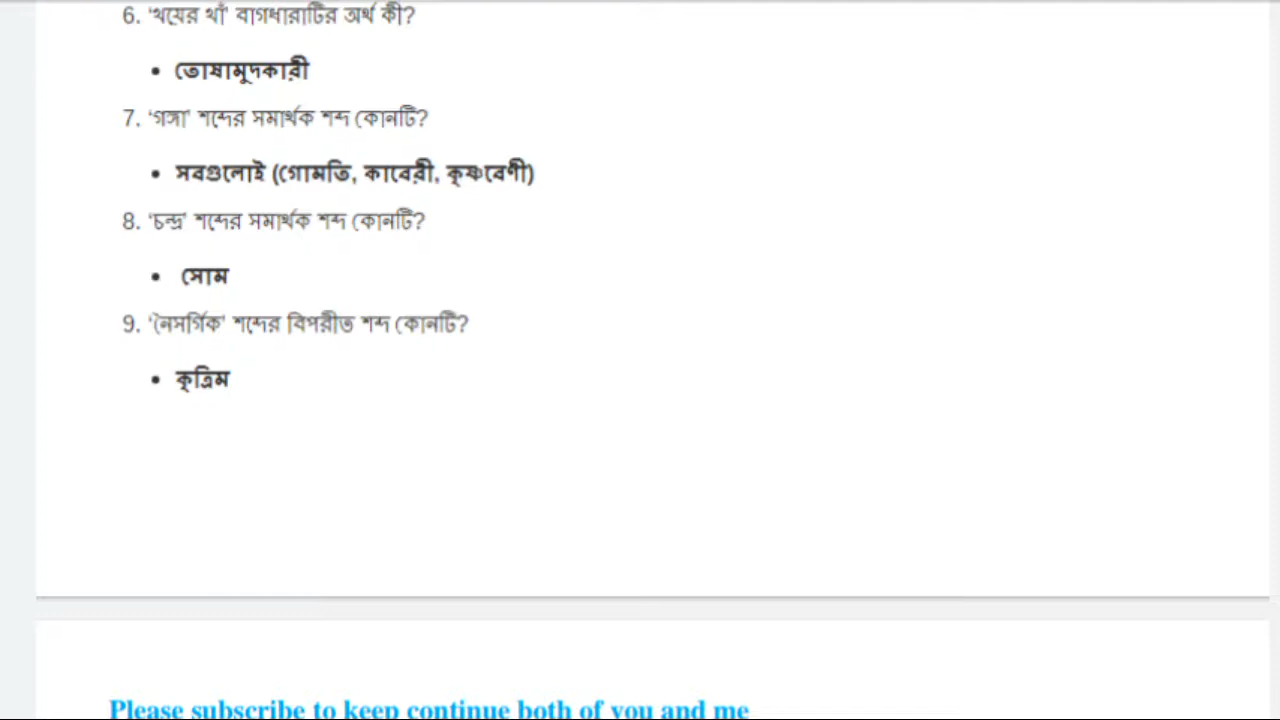 6. ‘খয়ের খাঁ’ বাগধারাটির অর্থ কী?
• তোষামুদকারী
7. ‘গঙ্গা’ শব্দের সমার্থক শব্দ কোনটি?
• সবগুলোই (গোমতি, কাবেরী, কৃষ্ণবেণী)
8. ‘চন্দ্র’ শব্দের সমার্থক শব্দ কোনটি?
• সোম
9. ‘নৈসর্গিক’ শব্দের বিপরীত শব্দ কোনটি?
• কৃত্রিম
Please subscribe to keep continue both of you and me